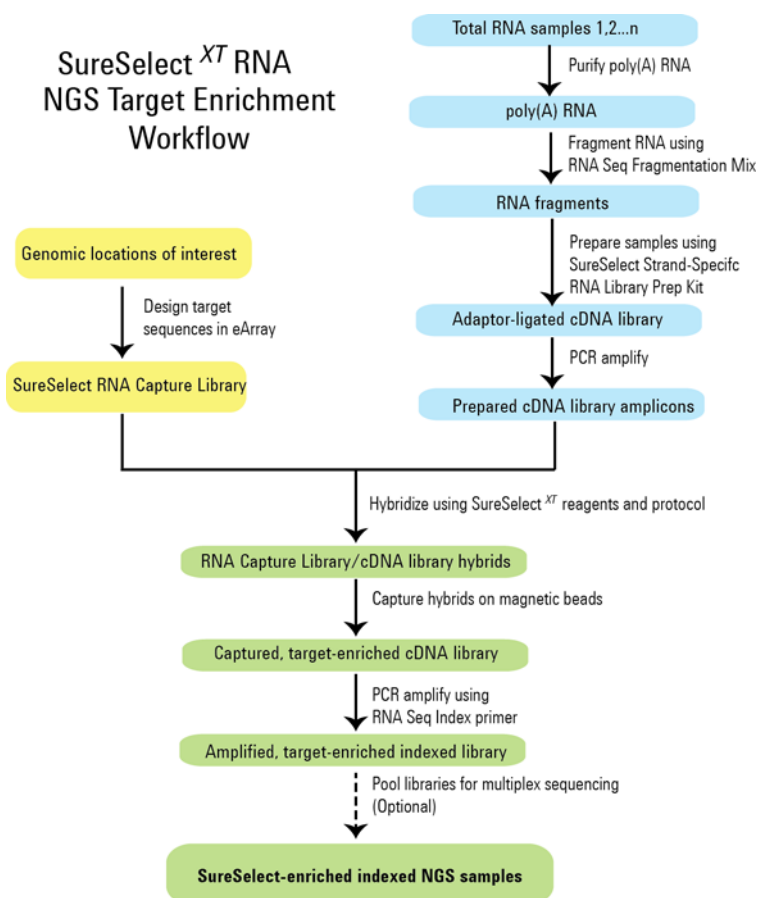 SureSelect XT RNA
NGS Target Enrichment
Workflow
Total RNA samples 1,2...n
Purify poly(A) RNA
poly(A) RNA
Fragment RNA using
RNA Seq Fragmentation Mix
RNA fragments
Prepare samples using
SureSelect Strand-Specifc
RNA Library Prep Kit
Adaptor-ligated cDNA library
PCR amplify
Prepared cDNA library amplicons
Genomic locations of interest
Design target
sequences in eArray
SureSelect RNA Capture Library
Hybridize using SureSelect XT reagents and protocol
RNA Capture Library/cDNA library hybrids
Capture hybrids on magnetic beads
Captured, target-enriched cDNA library
PCR amplify using
RNA Seq Index primer
Amplified, target-enriched indexed library
Pool libraries for multiplex sequencing
(Optional)
SureSelect-enriched indexed NGS samples